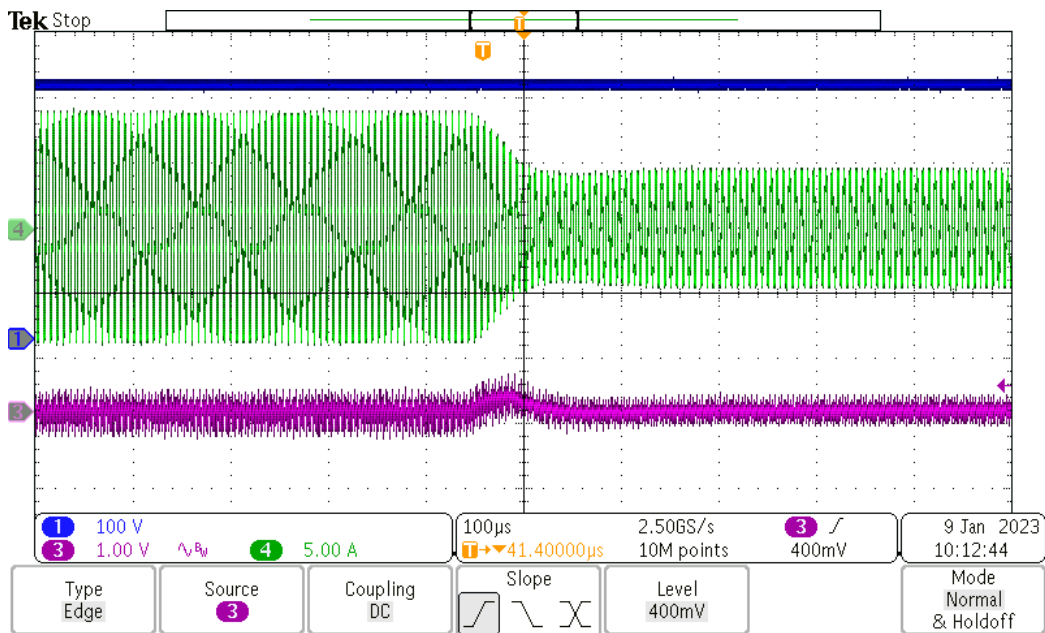 Tek Stop
T
T
4
1
3
1 100 V 100µs 2.50GS/s 3 9 Jan 2023
3 1.00 V BW 4 5.00 A T→▼41.40000µs 10M points 400mV 10:12:44
Type Source Coupling Slope Level Mode
Edge 3 DC 400mV Normal
& Holdoff